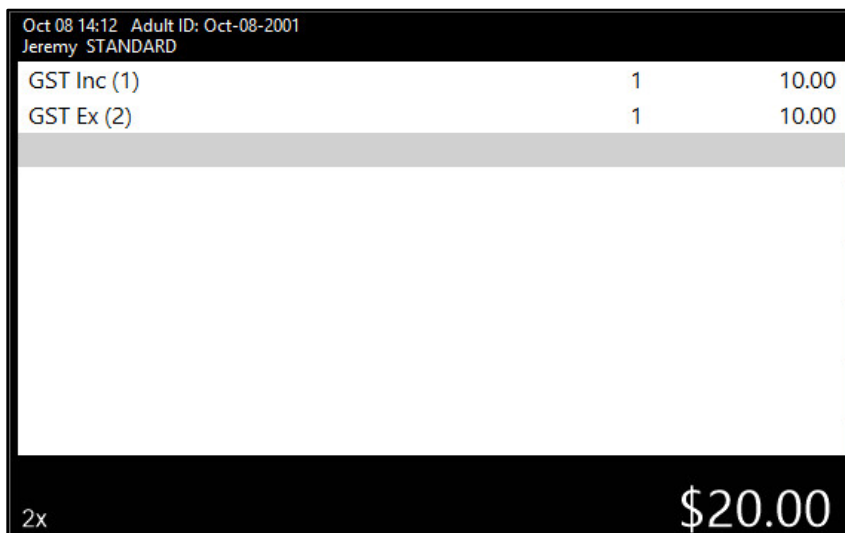 Oct 08 14:12 Adult ID: Oct-08-2001
Jeremy STANDARD
GST Inc (1) 1 10.00
GST Ex (2) 1 10.00
2x $20.00